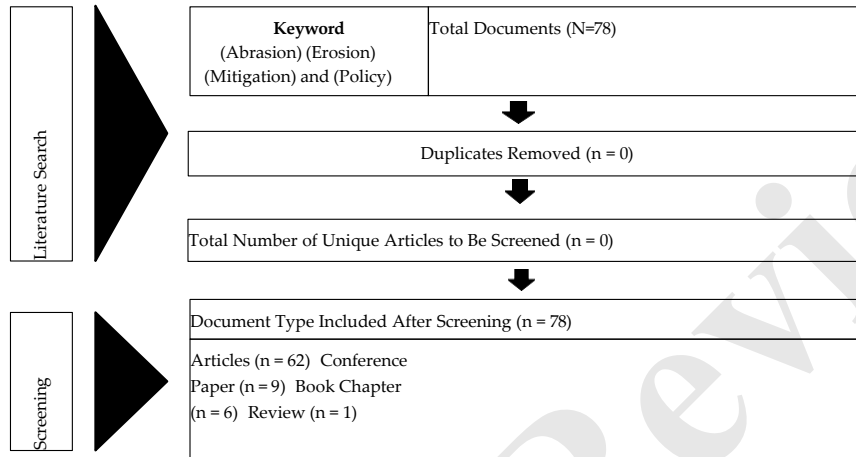 Literature Search
Keyword
(Abrasion) (Erosion)
(Mitigation) and (Policy)
Total Documents (N=78)
Duplicates Removed (n = 0)
Total Number of Unique Articles to Be Screened (n = 0)
Screening
Document Type Included After Screening (n = 78)
Articles (n = 62) Conference
Paper (n = 9) Book Chapter
(n = 6) Review (n = 1)
Revie